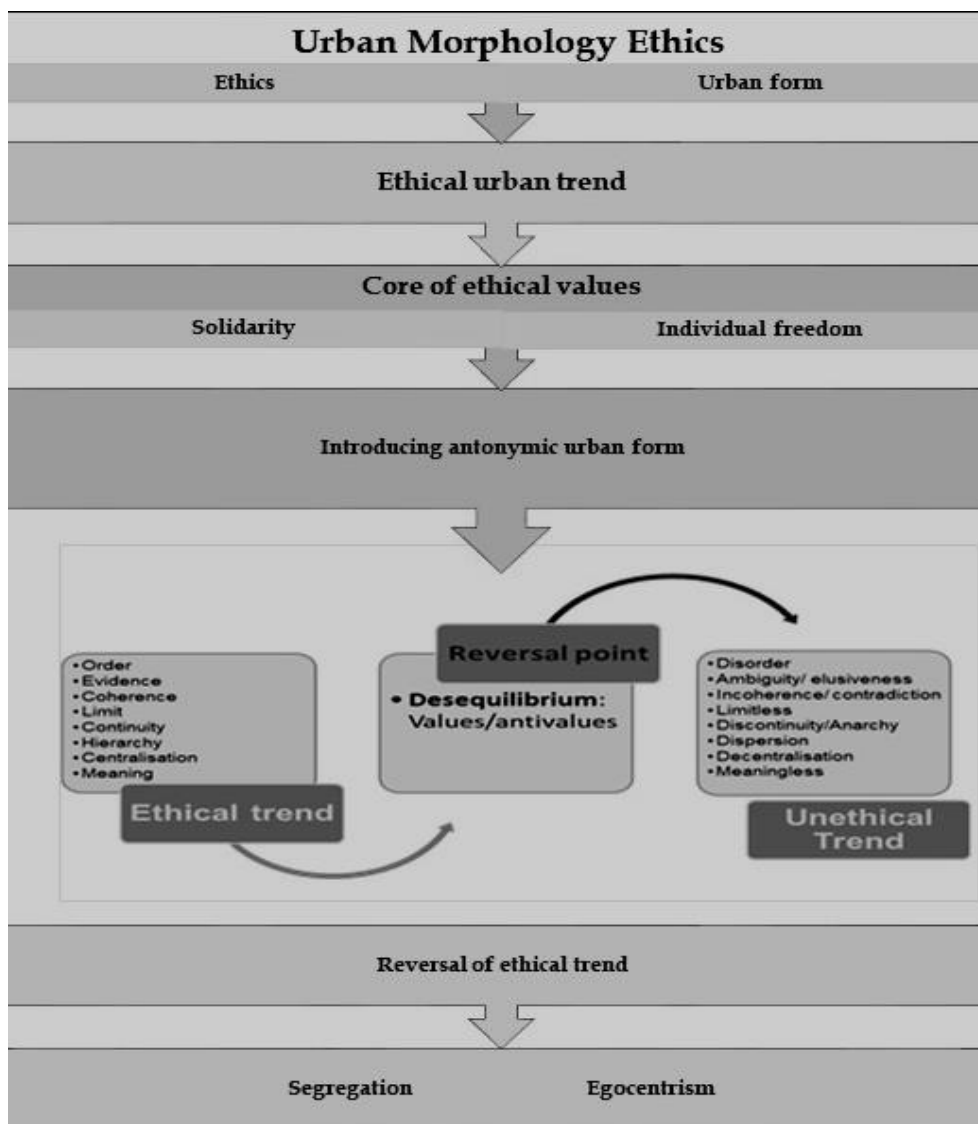 Urban Morphology Ethics
Ethics
Urban form
Ethical urban trend
Core of ethical values
Solidarity
Individual freedom
Introducing antonymic urban form
• Order
• Evidence
• Coherence
• Limit
• Continuity
• Hierarchy
• Centralisation
• Meaning
Ethical trend
Reversal point
• Desequilibrium:
Values/antivalues
• Disorder
• Ambiguity/ elusiveness
• Incoherence/ contradiction
• Limitless
• Discontinuity/Anarchy
• Dispersion
• Decentralisation
• Meaningless
Unethical
Trend
Reversal of ethical trend
Segregation
Egocentrism